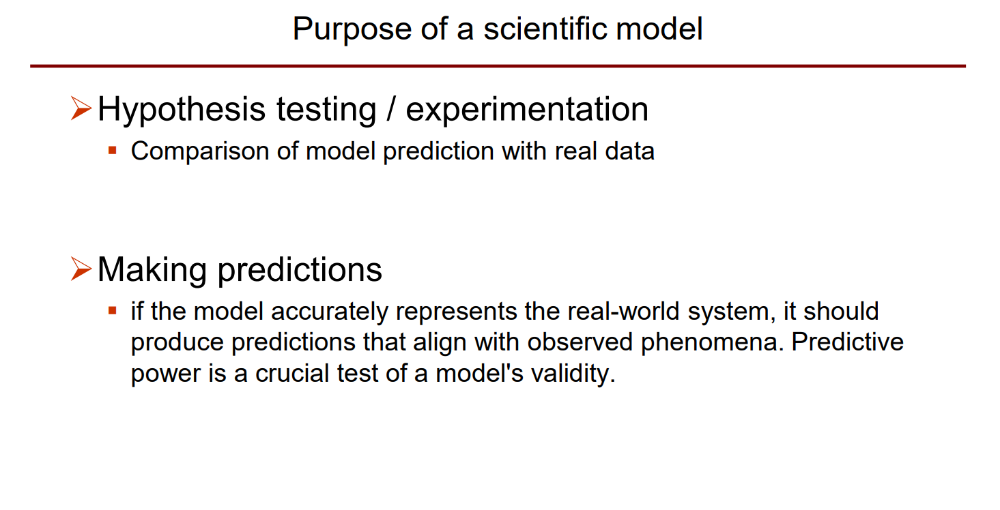 Purpose of a scientific model
Hypothesis testing / experimentation
Comparison of model prediction with real data
Making predictions
if the model accurately represents the real-world system, it should
produce predictions that align with observed phenomena. Predictive
power is a crucial test of a model's validity.